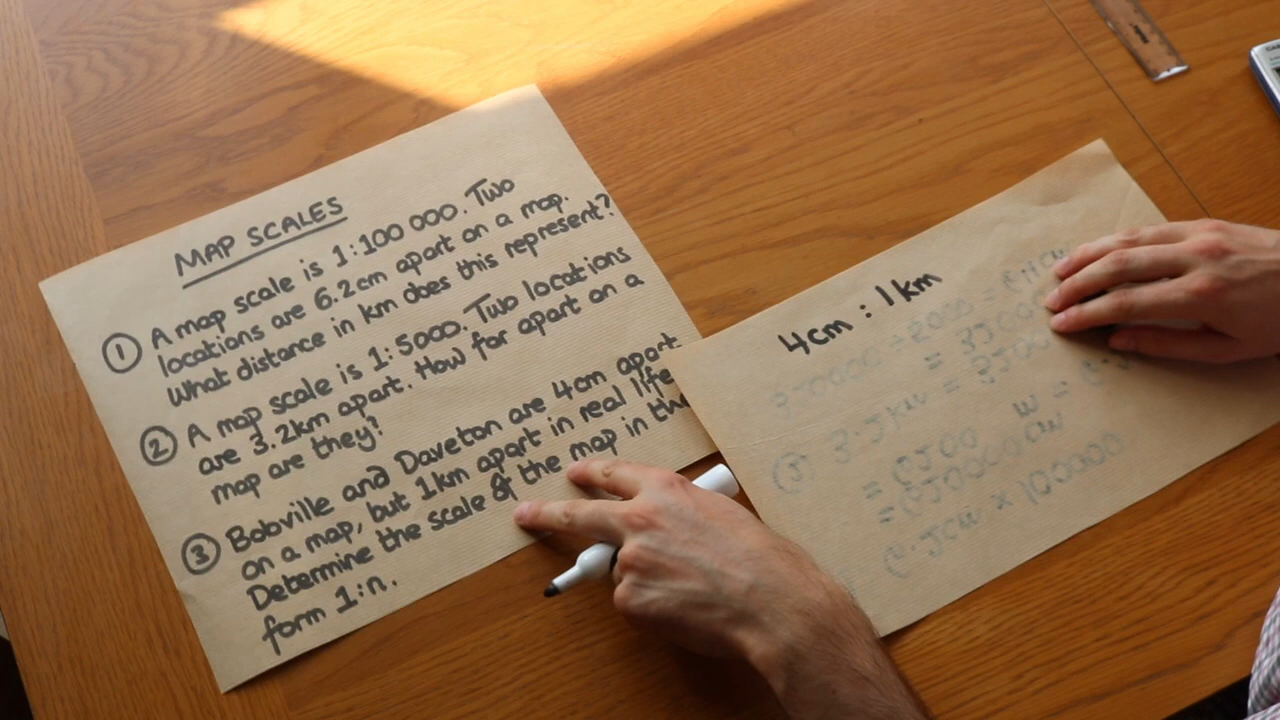 MAP SCALES
① A map scale is 1:100 000. Two
locations are 6.2cm apart on a map.
What distance in km does this represent?
② A map scale is 1:5000. Two locations
are 3.2km apart. How far apart on a
map are they?
③ Bobville and Daveton are 4cm apart
on a map, but 1km apart in real life.
Determine the scale of the map in the
form 1:n.
4cm : 1km